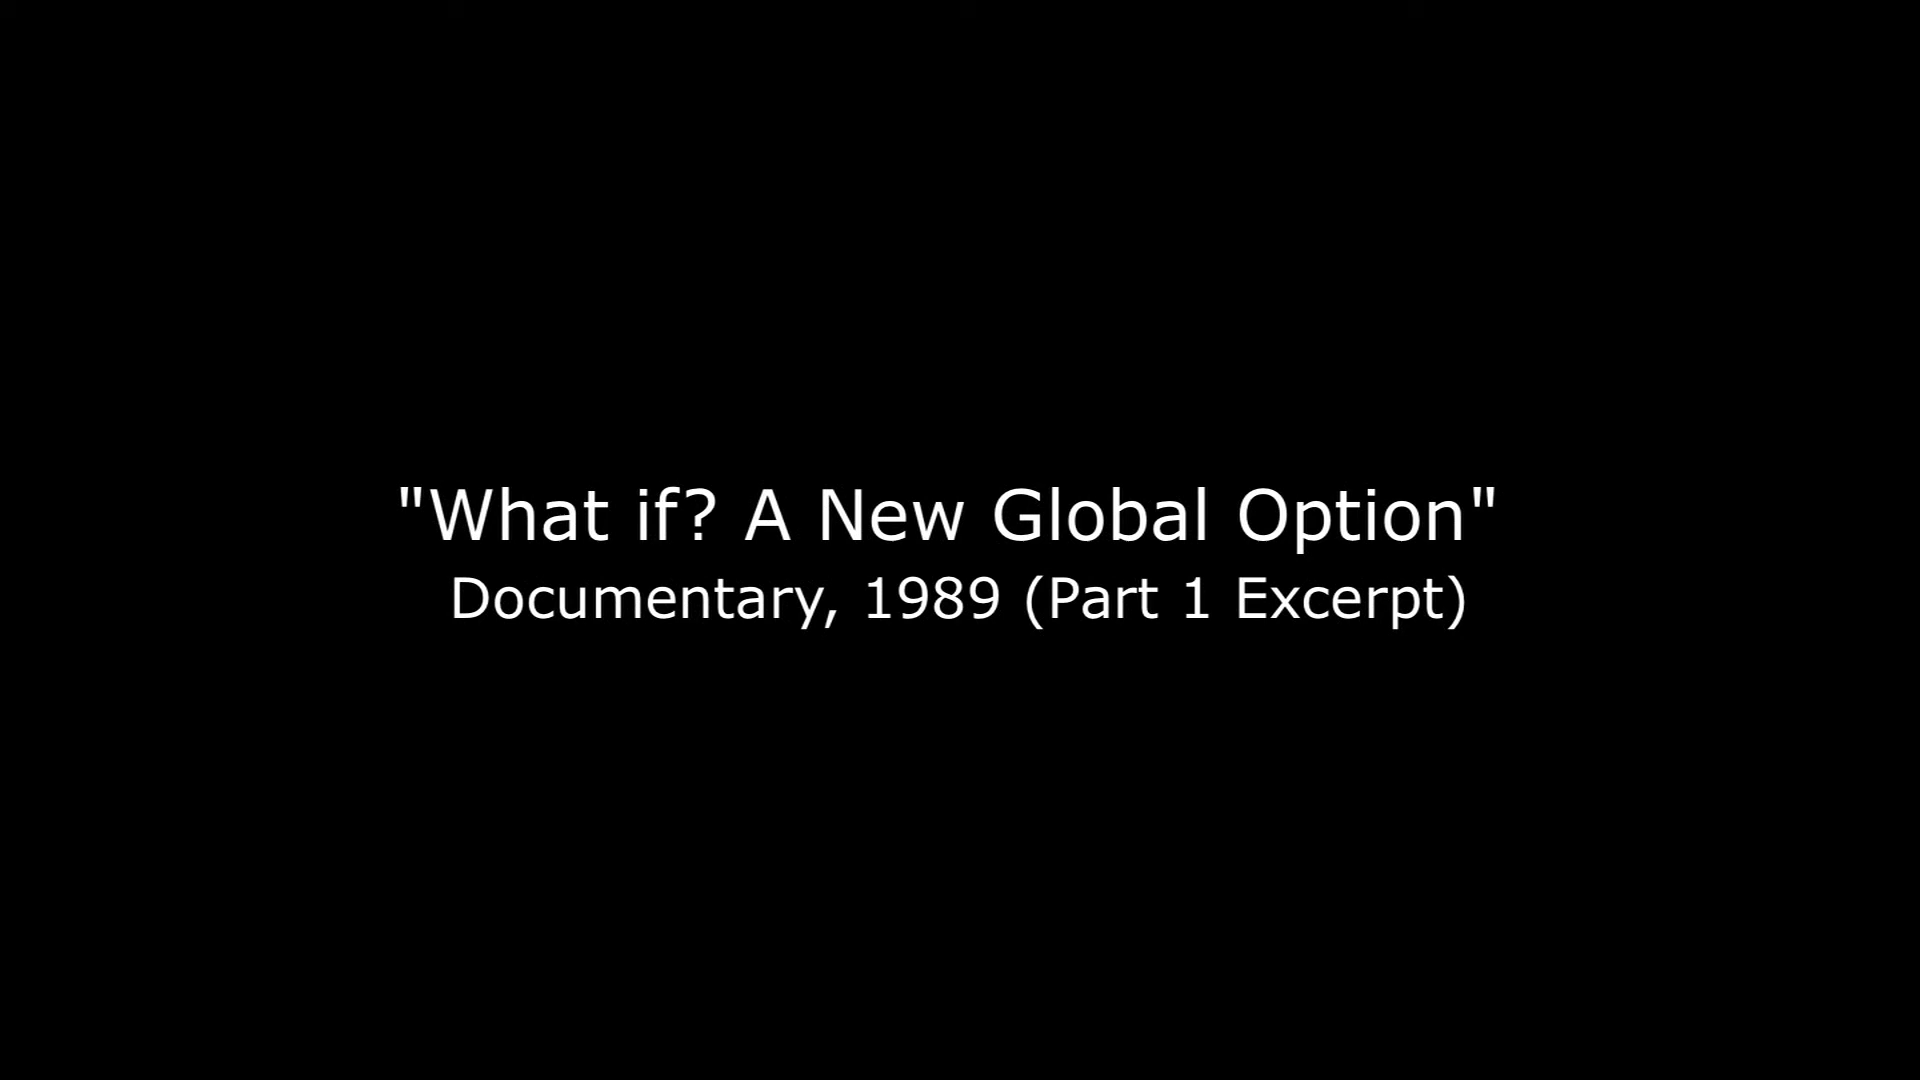 "What if? A New Global Option"
Documentary, 1989 (Part 1 Excerpt)